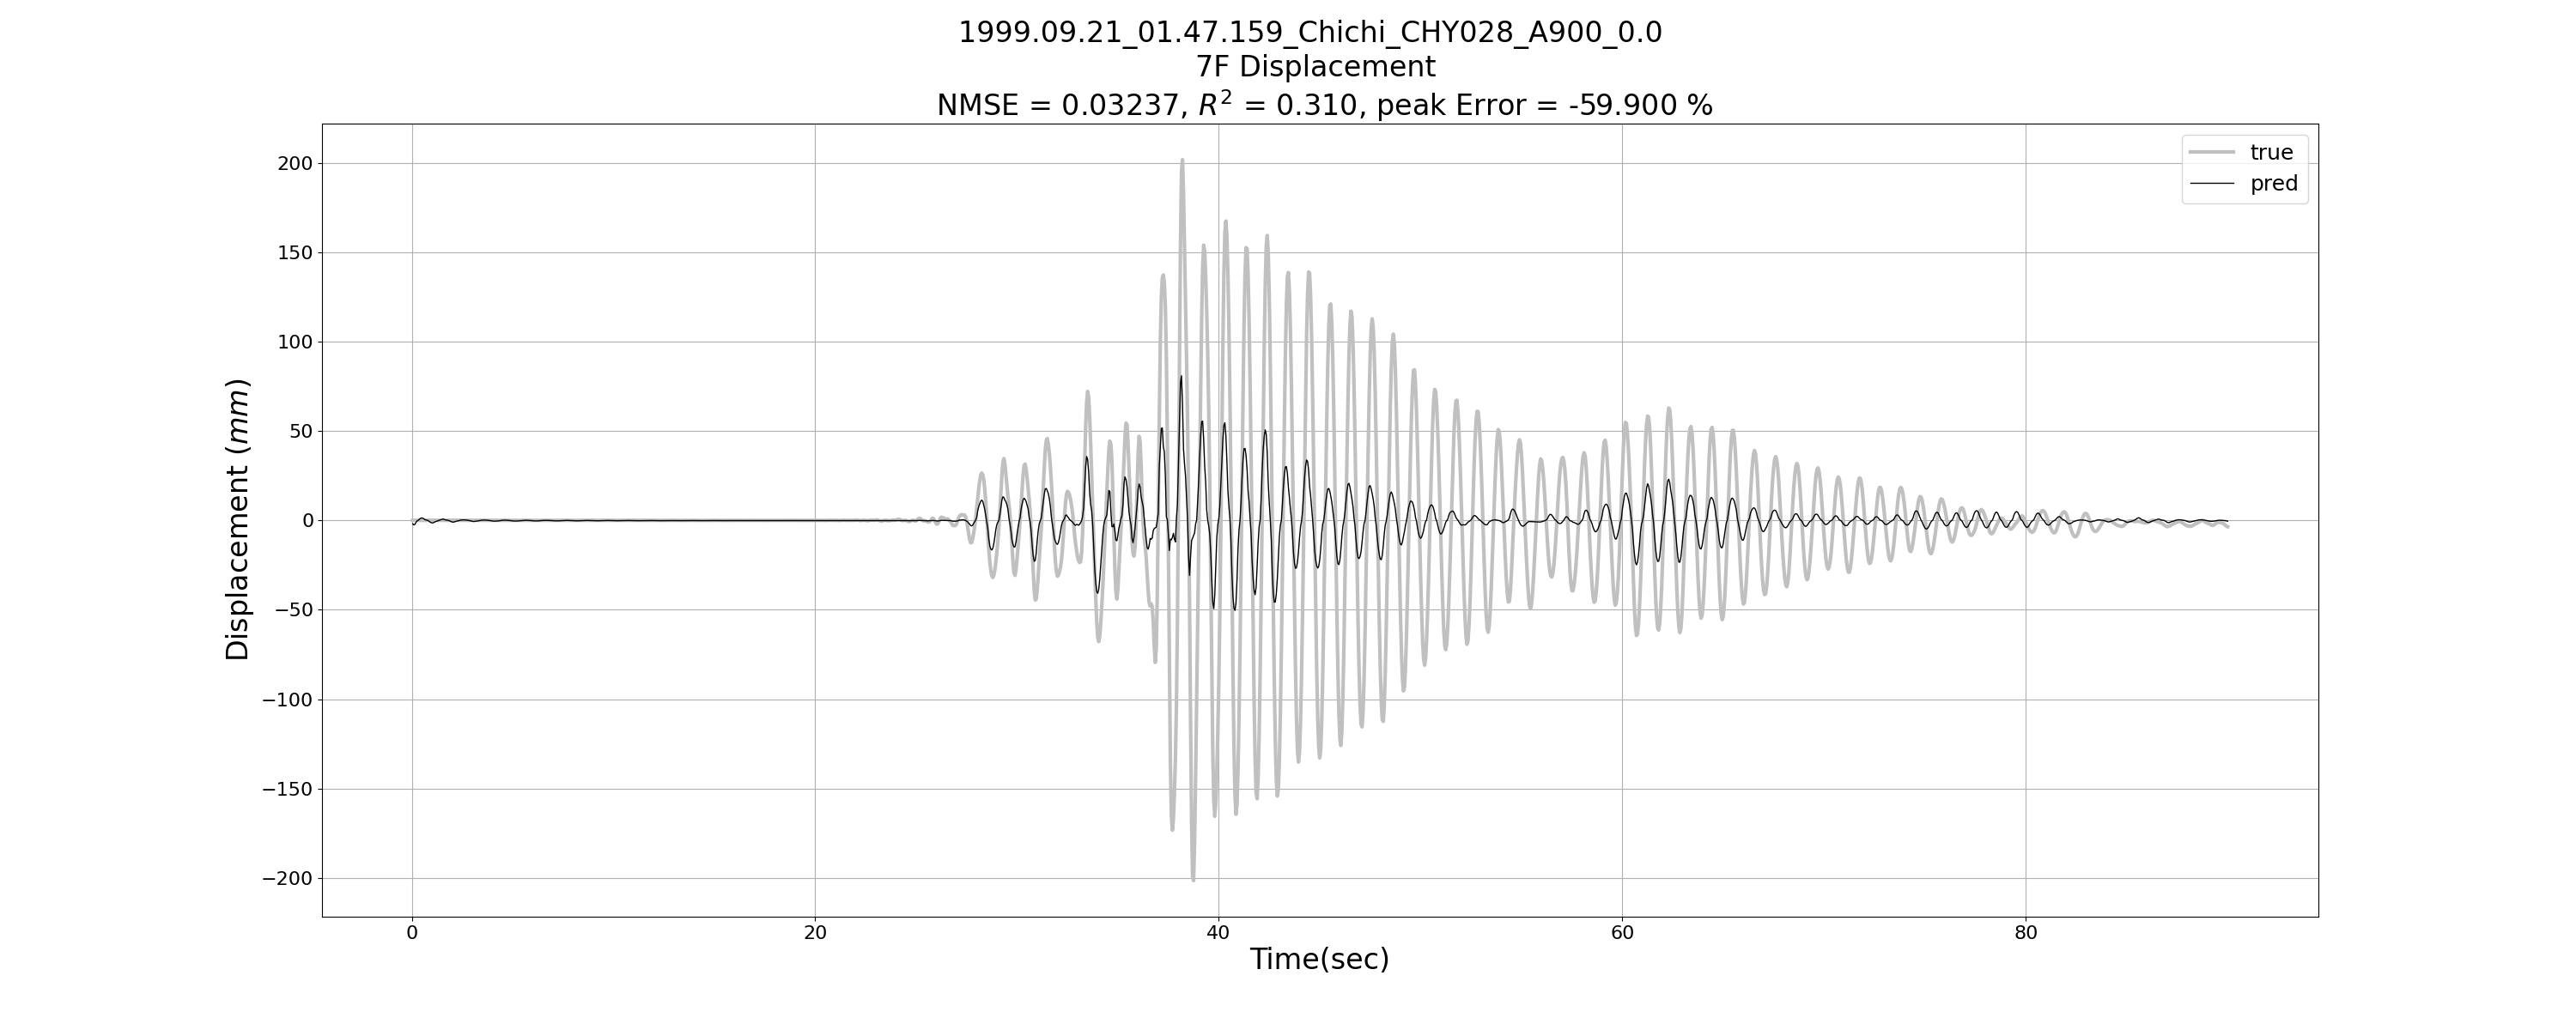 1999.09.21_01.47.159_Chichi_CHY028_A900_0.0
7F Displacement
NMSE = 0.03237, R² = 0.310, peak Error = -59.900 %
true
pred
200
150
100
50
0
−50
−100
−150
−200
Displacement (mm)
0 20 40 60 80
Time(sec)